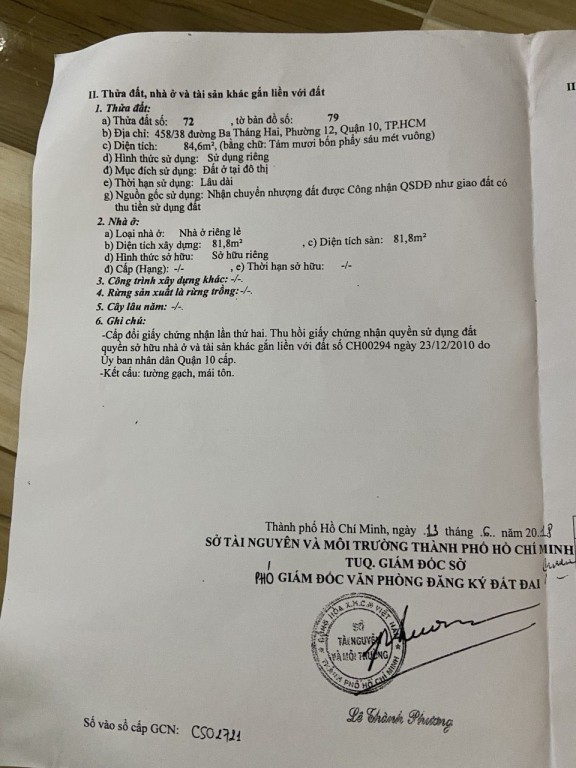 II. Thửa đất, nhà ở và tài sản khác gắn liền với đất
II
1. Thửa đất:
a) Thửa đất số: 72 , tờ bản đồ số: 79
b) Địa chỉ: 458/38 đường Ba Tháng Hai, Phường 12, Quận 10, TP.HCM
c) Diện tích: 84,6m², (bằng chữ: Tám mươi bốn phẩy sáu mét vuông)
d) Hình thức sử dụng: Sử dụng riêng
đ) Mục đích sử dụng: Đất ở tại đô thị
e) Thời hạn sử dụng: Lâu dài
g) Nguồn gốc sử dụng: Nhận chuyển nhượng đất được Công nhận QSDĐ như giao đất có
thu tiền sử dụng đất
2. Nhà ở:
a) Loại nhà ở: Nhà ở riêng lẻ
b) Diện tích xây dựng: 81,8m² , c) Diện tích sàn: 81,8m²
d) Hình thức sở hữu: Sở hữu riêng
đ) Cấp (Hạng): -/- , e) Thời hạn sở hữu: -/-
3. Công trình xây dựng khác: -/-.
4. Rừng sản xuất là rừng trồng: -/-.
5. Cây lâu năm: -/-.
6. Ghi chú:
-Cấp đổi giấy chứng nhận lần thứ hai. Thu hồi giấy chứng nhận quyền sử dụng đất
quyền sở hữu nhà ở và tài sản khác gắn liền với đất số CH00294 ngày 23/12/2010 do
Ủy ban nhân dân Quận 10 cấp.
-Kết cấu: tường gạch, mái tôn.
Thành phố Hồ Chí Minh, ngày .13 tháng .6.. năm 20.18
SỞ TÀI NGUYÊN VÀ MÔI TRƯỜNG THÀNH PHỐ HỒ CHÍ MINH
TUQ. GIÁM ĐỐC SỞ
PHÓ GIÁM ĐỐC VĂN PHÒNG ĐĂNG KÝ ĐẤT ĐAI
CỘNG HÒA X.H.C.N VIỆT NAM
SỞ
TÀI NGUYÊN
VÀ MÔI TRƯỜNG
THÀNH PHỐ HỒ CHÍ MINH
Lê Thành Phương
Số vào sổ cấp GCN: CS02721